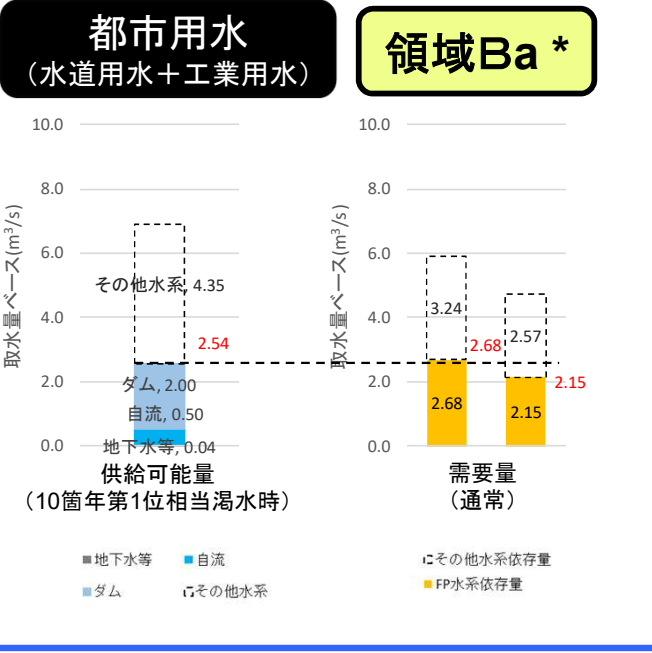 都市用水
（水道用水＋工業用水）
領域Ba *
取水量ベース(m³/s)
10.0
8.0
6.0
4.0
2.0
0.0
その他水系, 4.35
2.54
ダム, 2.00
自流, 0.50
地下水等, 0.04
供給可能量
（10箇年第1位相当渇水時）
■地下水等 ■自流
■ダム その他水系
取水量ベース(m³/s)
10.0
8.0
6.0
4.0
2.0
0.0
3.24
2.68
2.57
2.68
2.15
2.15
需要量
（通常）
その他水系依存量
■FP水系依存量